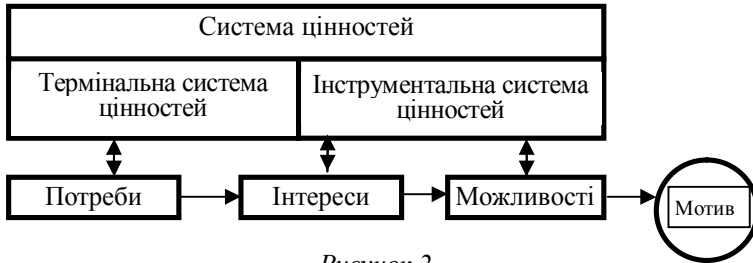 Система цінностей
Термінальна система
цінностей
Інструментальна система
цінностей
Потреби
Інтереси
Можливості
Мотив
Рисунок 2